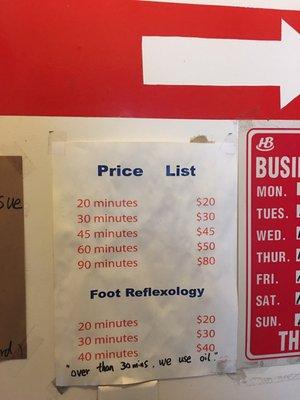 Price List
20 minutes $20
30 minutes $30
45 minutes $45
60 minutes $50
90 minutes $80
Foot Reflexology
20 minutes $20
30 minutes $30
40 minutes $40
"over than 30 mins, we use oil."
sue
HB
BUSI
MON.
TUES.
WED.
THUR.
FRI.
SAT.
SUN.
TH